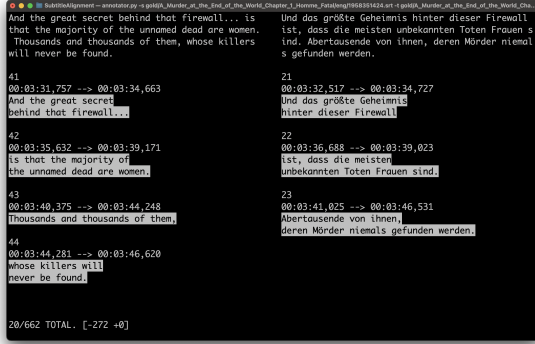 SubtitleAlignment — annotator.py -s gold/A_Murder_at_the_End_of_the_World_Chapter_1_Homme_Fatal/eng/1958351424.srt -t gold/A_Murder_at_the_End_of_the_World_Cha...
And the great secret behind that firewall... is
that the majority of the unnamed dead are women.
Thousands and thousands of them, whose killers
will never be found.
41
00:03:31,757 --> 00:03:34,663
And the great secret
behind that firewall...
42
00:03:35,632 --> 00:03:39,171
is that the majority of
the unnamed dead are women.
43
00:03:40,375 --> 00:03:44,248
Thousands and thousands of them,
44
00:03:44,281 --> 00:03:46,620
whose killers will
never be found.
20/662 TOTAL. [-272 +0]
Und das größte Geheimnis hinter dieser Firewall
ist, dass die meisten unbekannten Toten Frauen s
ind. Abertausende von ihnen, deren Mörder niemal
s gefunden werden.
21
00:03:32,517 --> 00:03:34,727
Und das größte Geheimnis
hinter dieser Firewall
22
00:03:36,688 --> 00:03:39,023
ist, dass die meisten
unbekannten Toten Frauen sind.
23
00:03:41,025 --> 00:03:46,531
Abertausende von ihnen,
deren Mörder niemals gefunden werden.